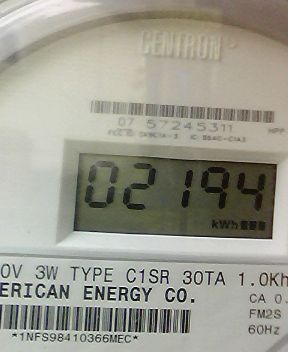 CENTRON
07 57245311
HPP
02194
kWh
0V 3W TYPE C1SR 30TA 1.0Kh
ERICAN ENERGY CO.
CA 0.
FM2S
60Hz
*1NFS98410366MEC*